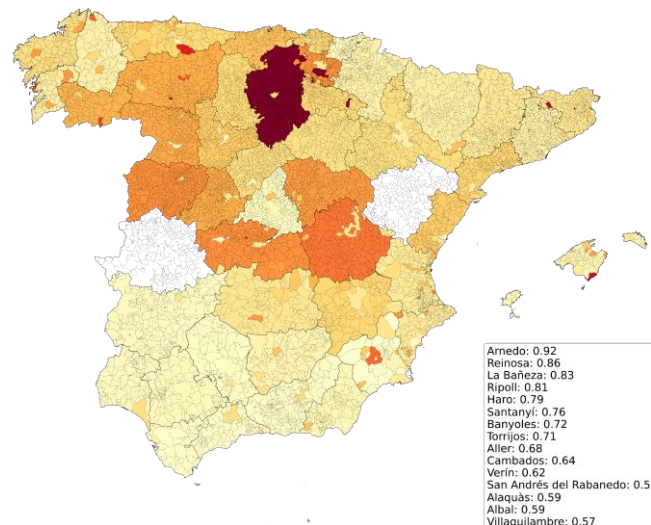 Arnedo: 0.92
Reinosa: 0.86
La Bañeza: 0.83
Ripoll: 0.81
Haro: 0.79
Santanyí: 0.76
Banyoles: 0.72
Torrijos: 0.71
Aller: 0.68
Cambados: 0.64
Verín: 0.62
San Andrés del Rabanedo: 0.5
Alaquàs: 0.59
Albal: 0.59
Villaquilambre: 0.57